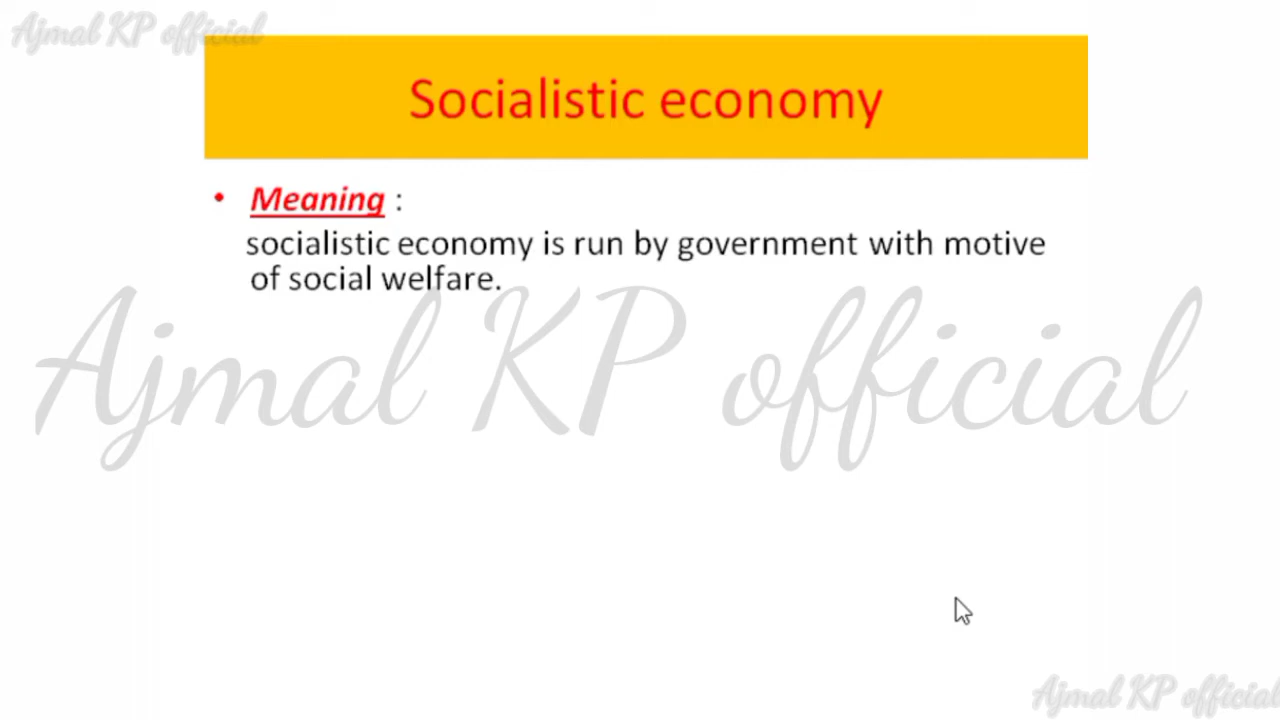 Ajmal KP official
Socialistic economy
• Meaning :
socialistic economy is run by government with motive
of social welfare.
Ajmal KP official
Ajmal KP official